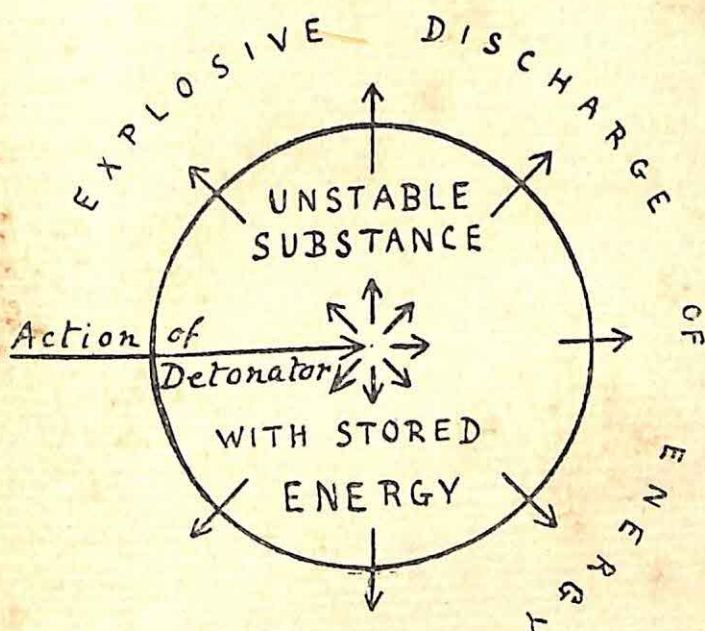 EXPLOSIVE DISCHARGE OF ENERGY
UNSTABLE
SUBSTANCE
Action of
Detonator
WITH STORED
ENERGY